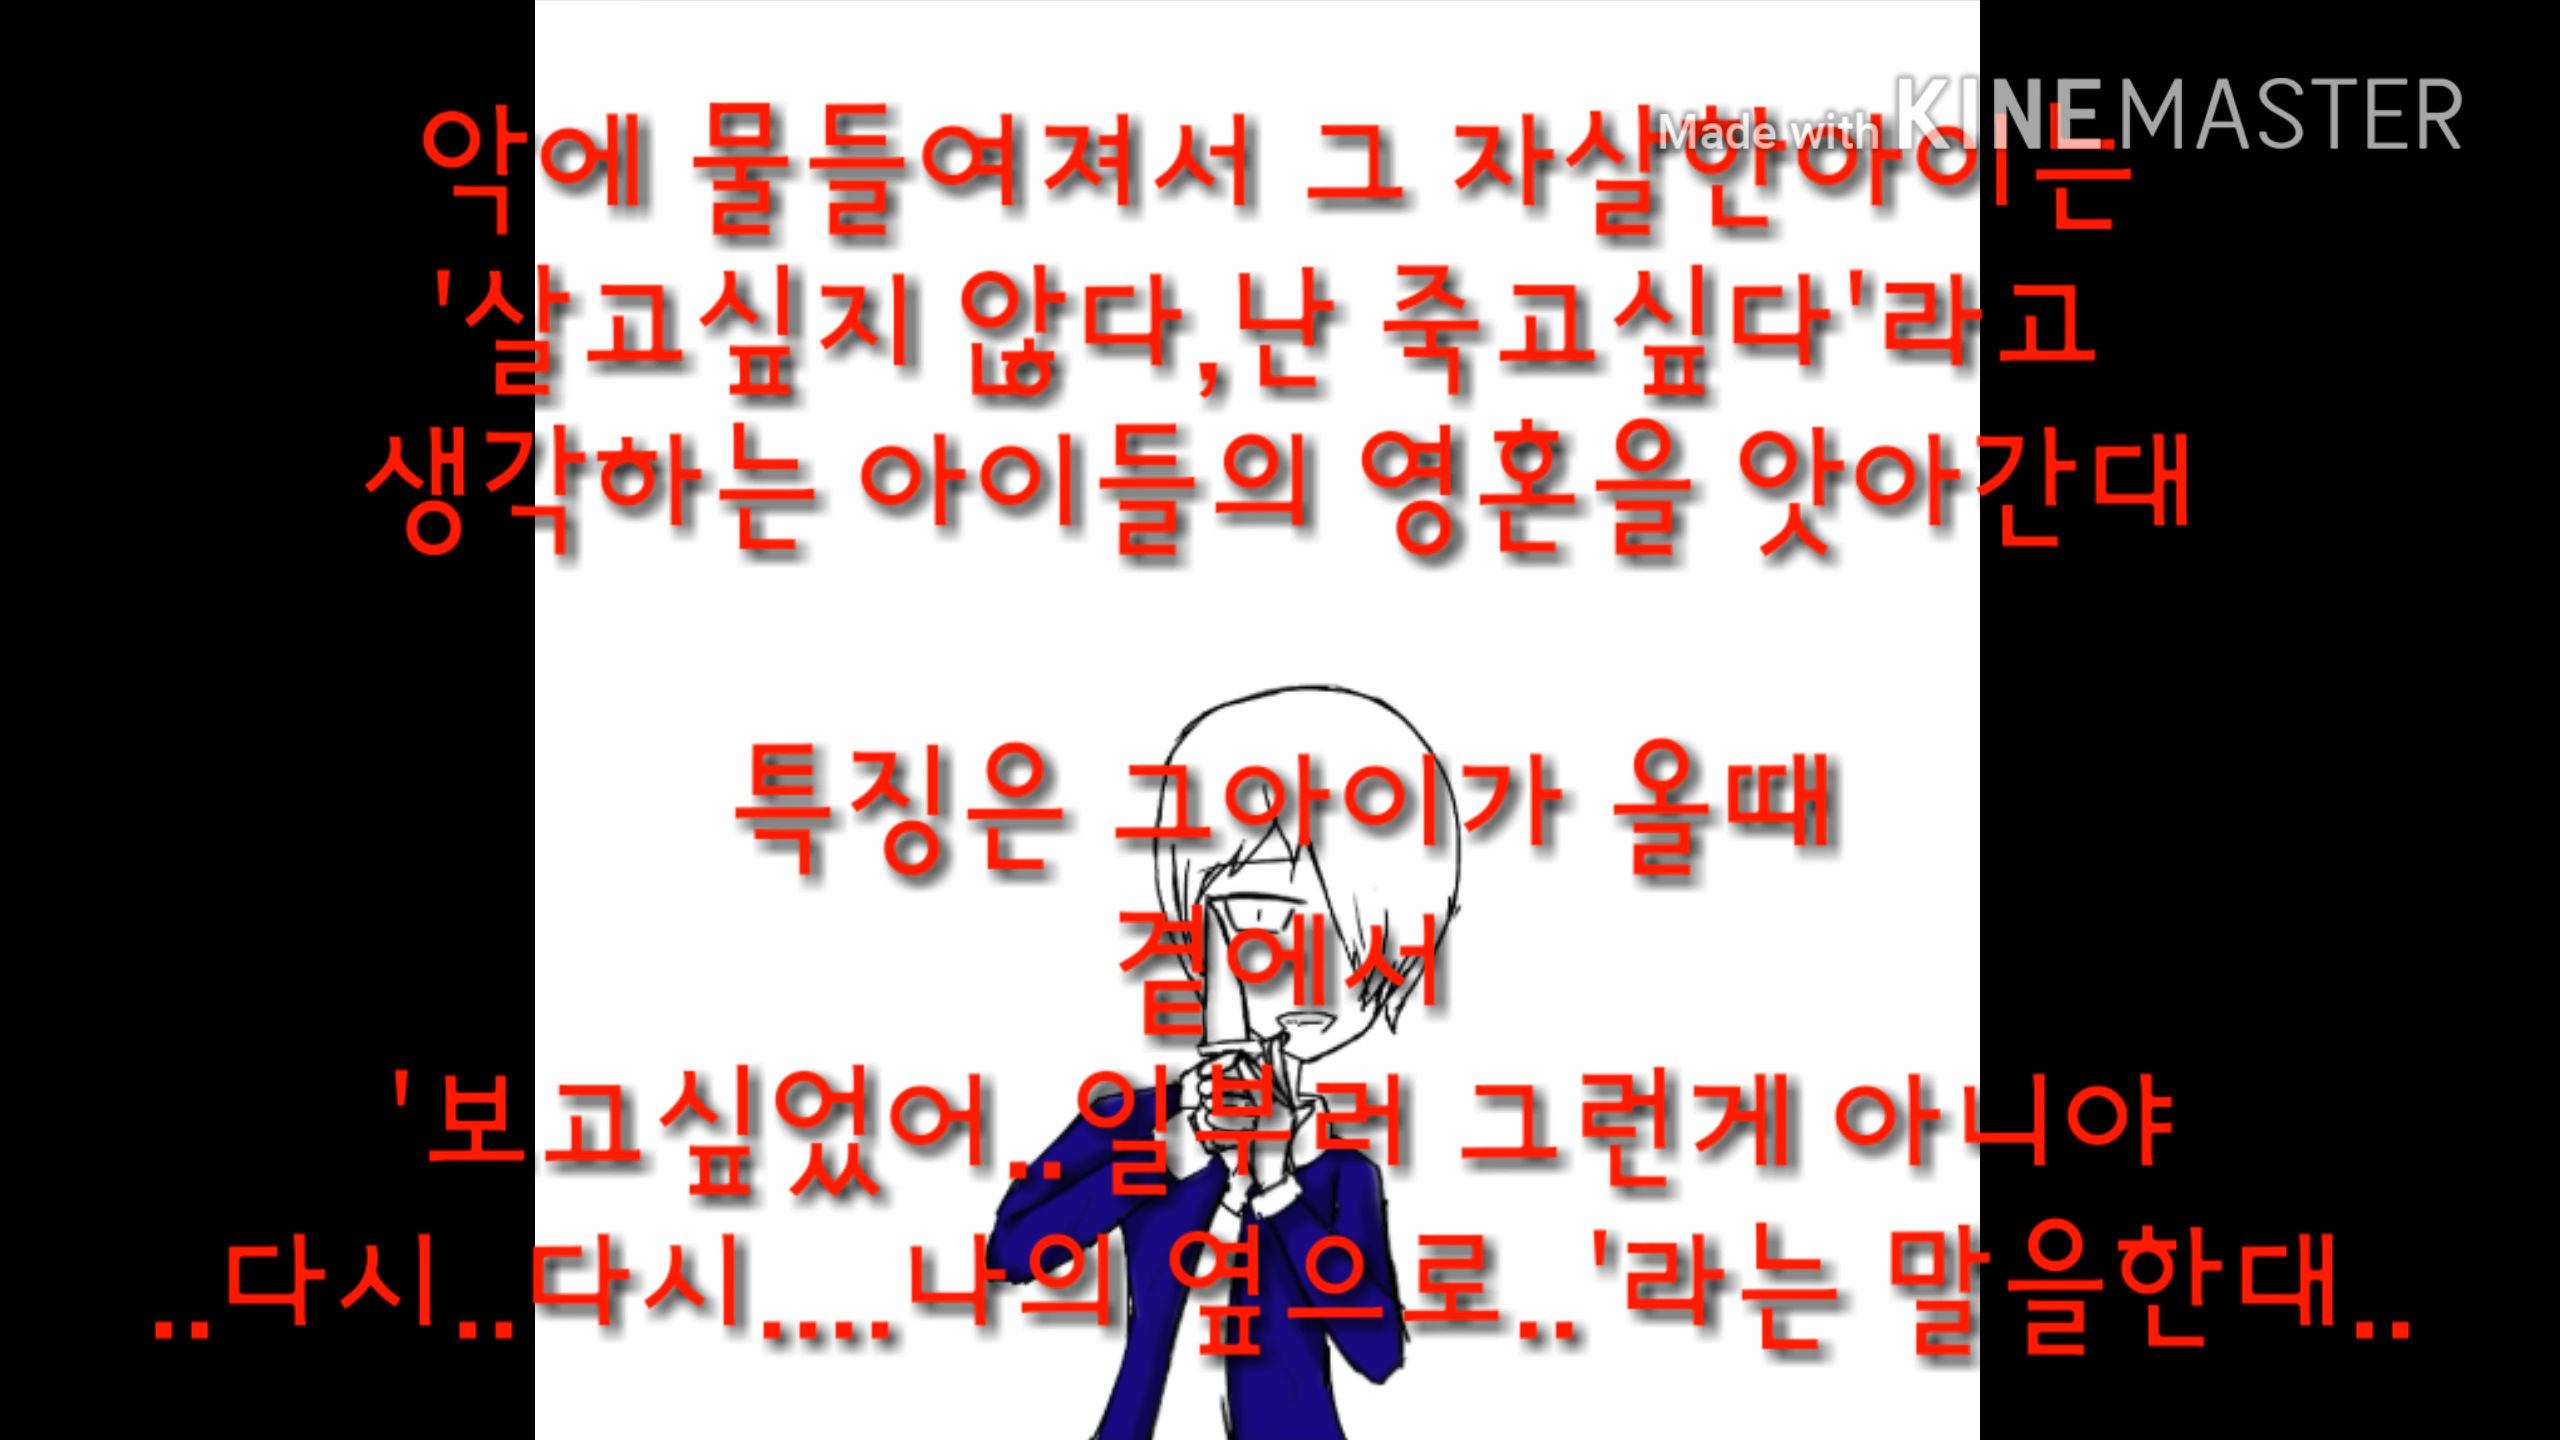 Made with KINEMASTER
악에 물들여져서 그 자실한아이는
'살고싶지 않다,난 죽고싶다'라고
생각하는 아이들의 영혼을 앗아간대
특징은 그아이가 올때
곁에서
'보고싶었어.. 일부러 그런게 아니야
..다시..다시....나의 옆으로..'라는 말을한대..